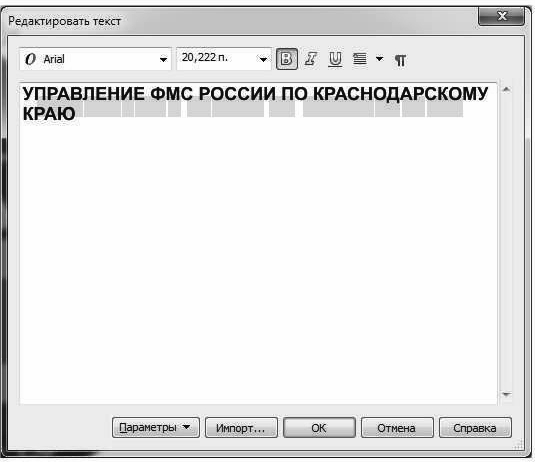 Редактировать текст
Arial
20,222 п.
B I U
УПРАВЛЕНИЕ ФМС РОССИИ ПО КРАСНОДАРСКОМУ
КРАЮ
Параметры Импорт... ОК Отмена Справка